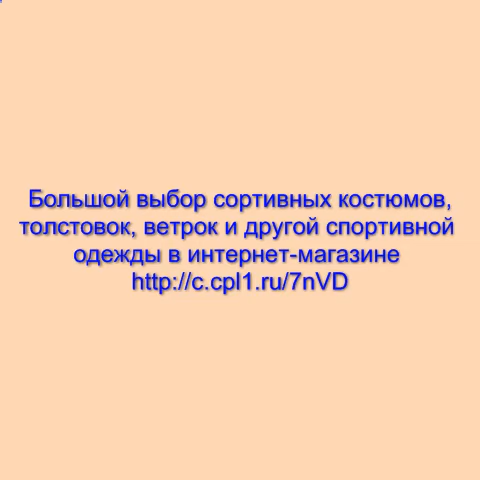 Большой выбор сортивных костюмов,
толстовок, ветрок и другой спортивной
одежды в интернет-магазине
http://c.cpl1.ru/7nVD